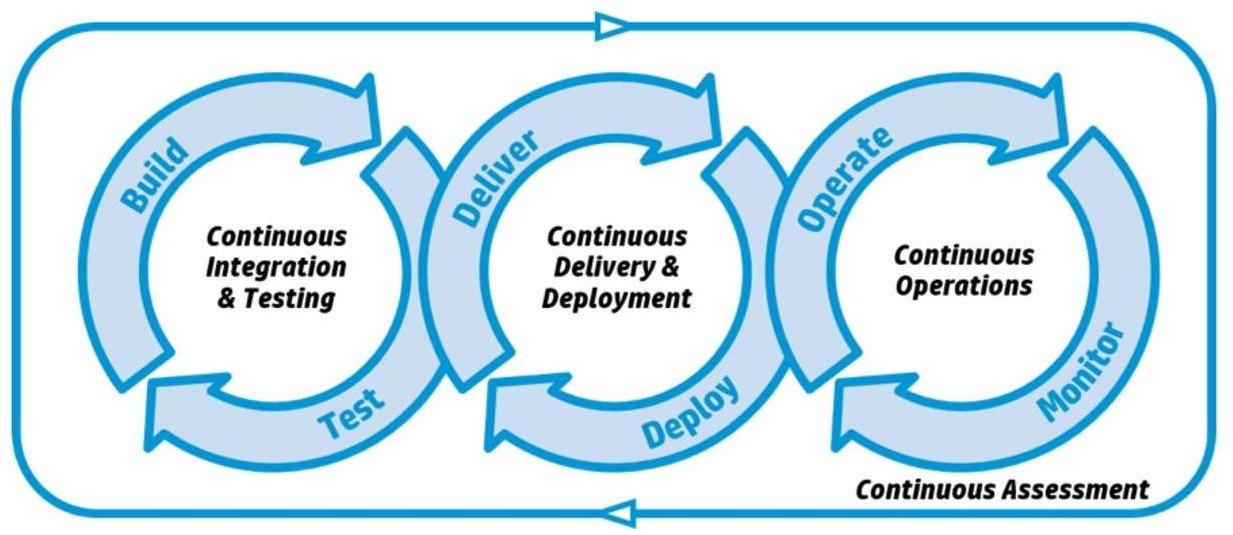 Build
Continuous
Integration
& Testing
Test
Deliver
Continuous
Delivery &
Deployment
Deploy
Operate
Continuous
Operations
Monitor
Continuous Assessment